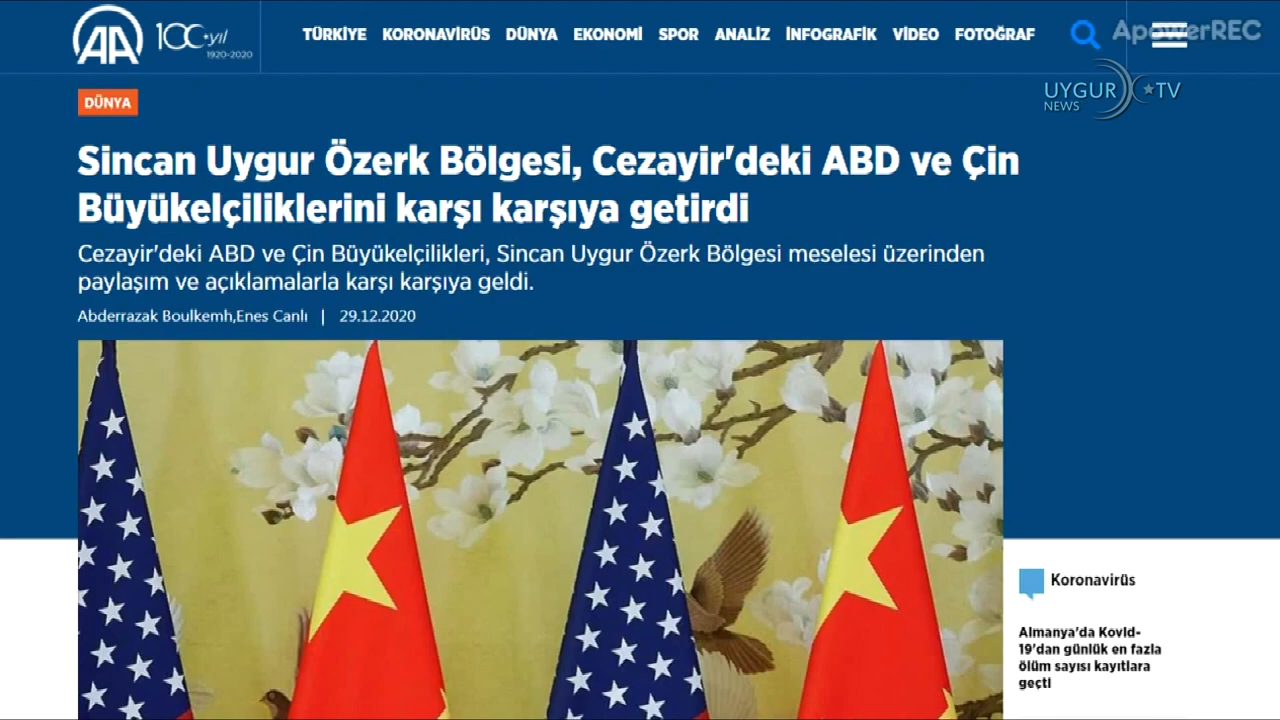 AA
100.yıl
1920-2020
TÜRKİYE KORONAVİRÜS DÜNYA EKONOMİ SPOR ANALİZ İNFOGRAFİK VİDEO FOTOĞRAF
ApowerREC
UYGUR TV
NEWS
DÜNYA
Sincan Uygur Özerk Bölgesi, Cezayir'deki ABD ve Çin
Büyükelçiliklerini karşı karşıya getirdi
Cezayir'deki ABD ve Çin Büyükelçilikleri, Sincan Uygur Özerk Bölgesi meselesi üzerinden
paylaşım ve açıklamalarla karşı karşıya geldi.
Abderrazak Boulkemh,Enes Canlı | 29.12.2020
Koronavirüs
Almanya'da Kovid-
19'dan günlük en fazla
ölüm sayısı kayıtlara
geçti